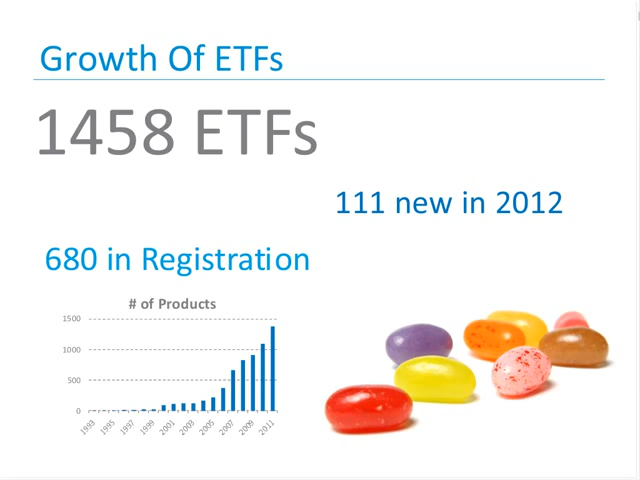 Growth Of ETFs
1458 ETFs
111 new in 2012
680 in Registration
# of Products
1500
1000
500
0
1993
1995
1997
1999
2001
2003
2005
2007
2009
2011